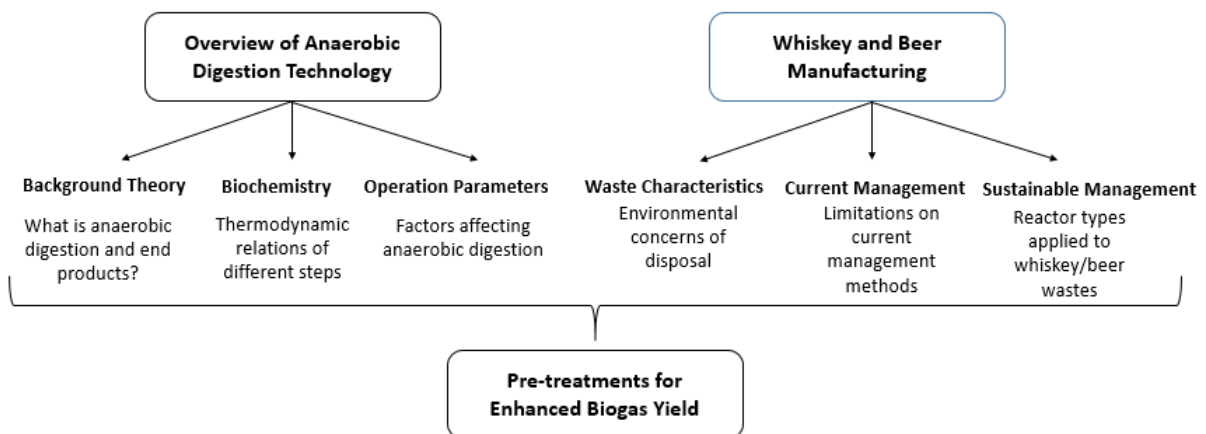 Overview of Anaerobic
Digestion Technology
Whiskey and Beer
Manufacturing
Background Theory
What is anaerobic
digestion and end
products?
Biochemistry
Thermodynamic
relations of
different steps
Operation Parameters
Factors affecting
anaerobic digestion
Waste Characteristics
Environmental
concerns of
disposal
Current Management
Limitations on
current
management
methods
Sustainable Management
Reactor types
applied to
whiskey/beer
wastes
Pre-treatments for
Enhanced Biogas Yield